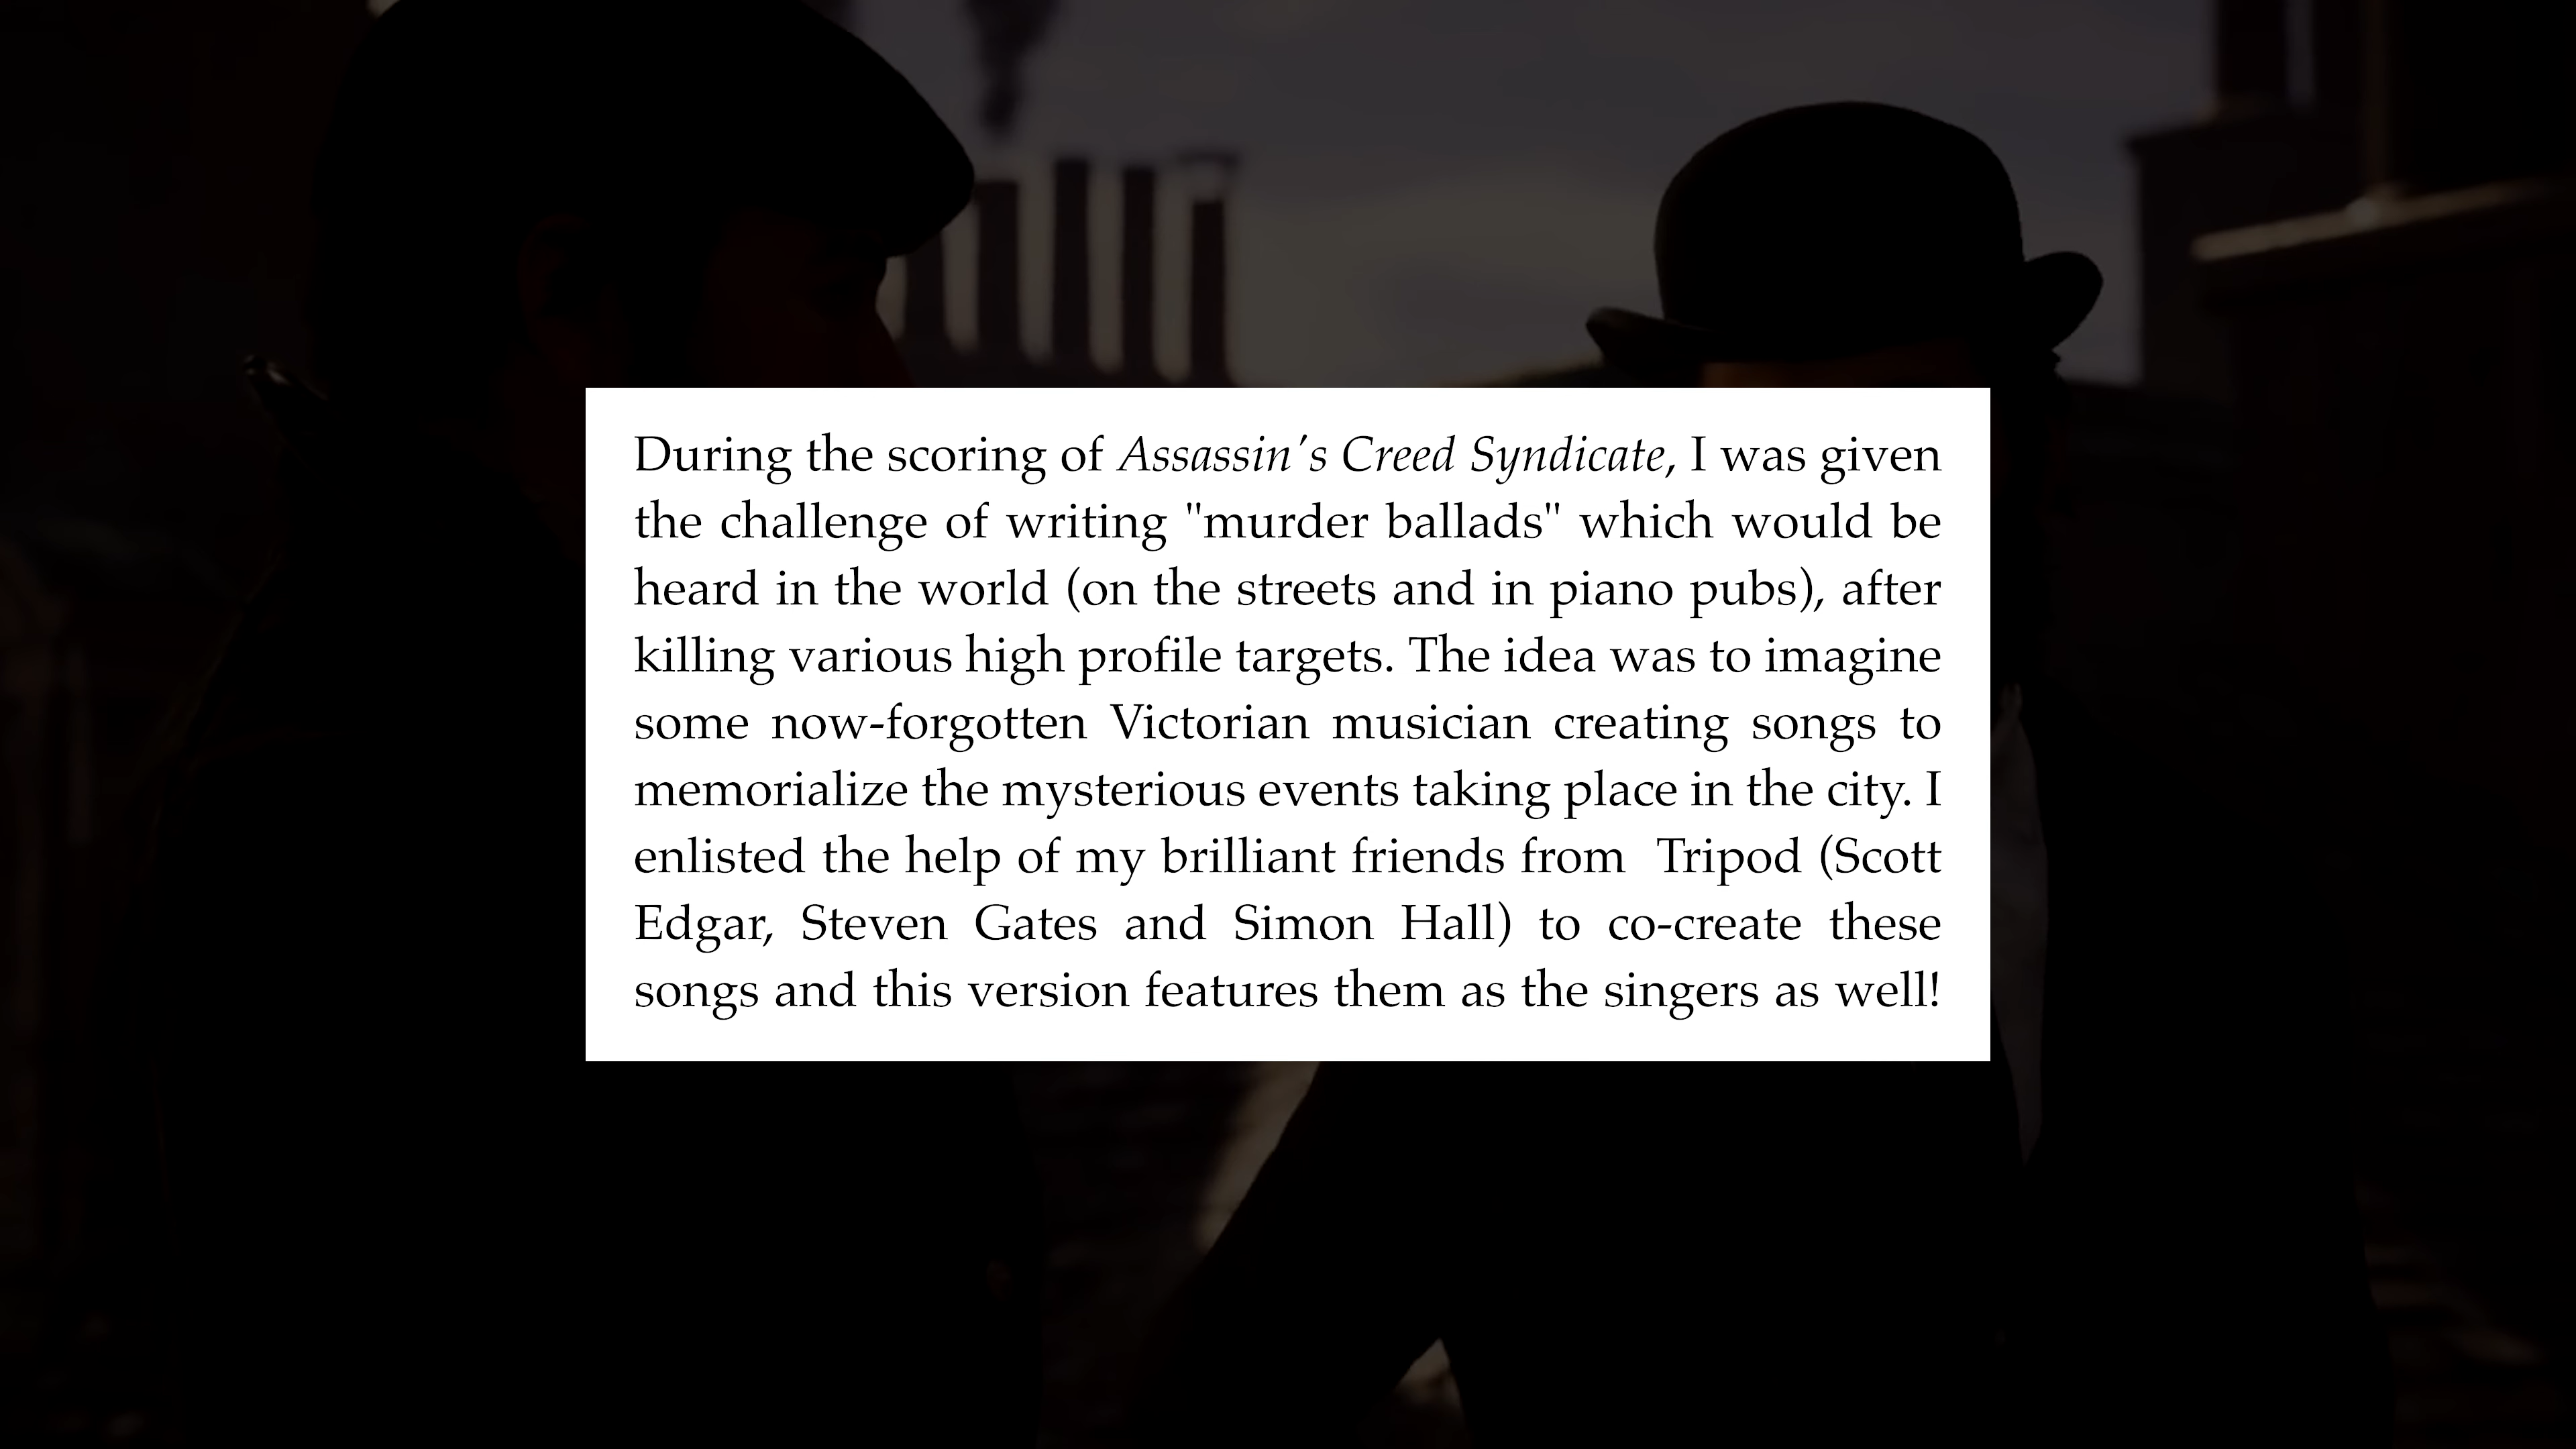 During the scoring of Assassin's Creed Syndicate, I was given
the challenge of writing "murder ballads" which would be
heard in the world (on the streets and in piano pubs), after
killing various high profile targets. The idea was to imagine
some now-forgotten Victorian musician creating songs to
memorialize the mysterious events taking place in the city. I
enlisted the help of my brilliant friends from  Tripod (Scott
Edgar, Steven Gates and Simon Hall) to co-create these
songs and this version features them as the singers as well!